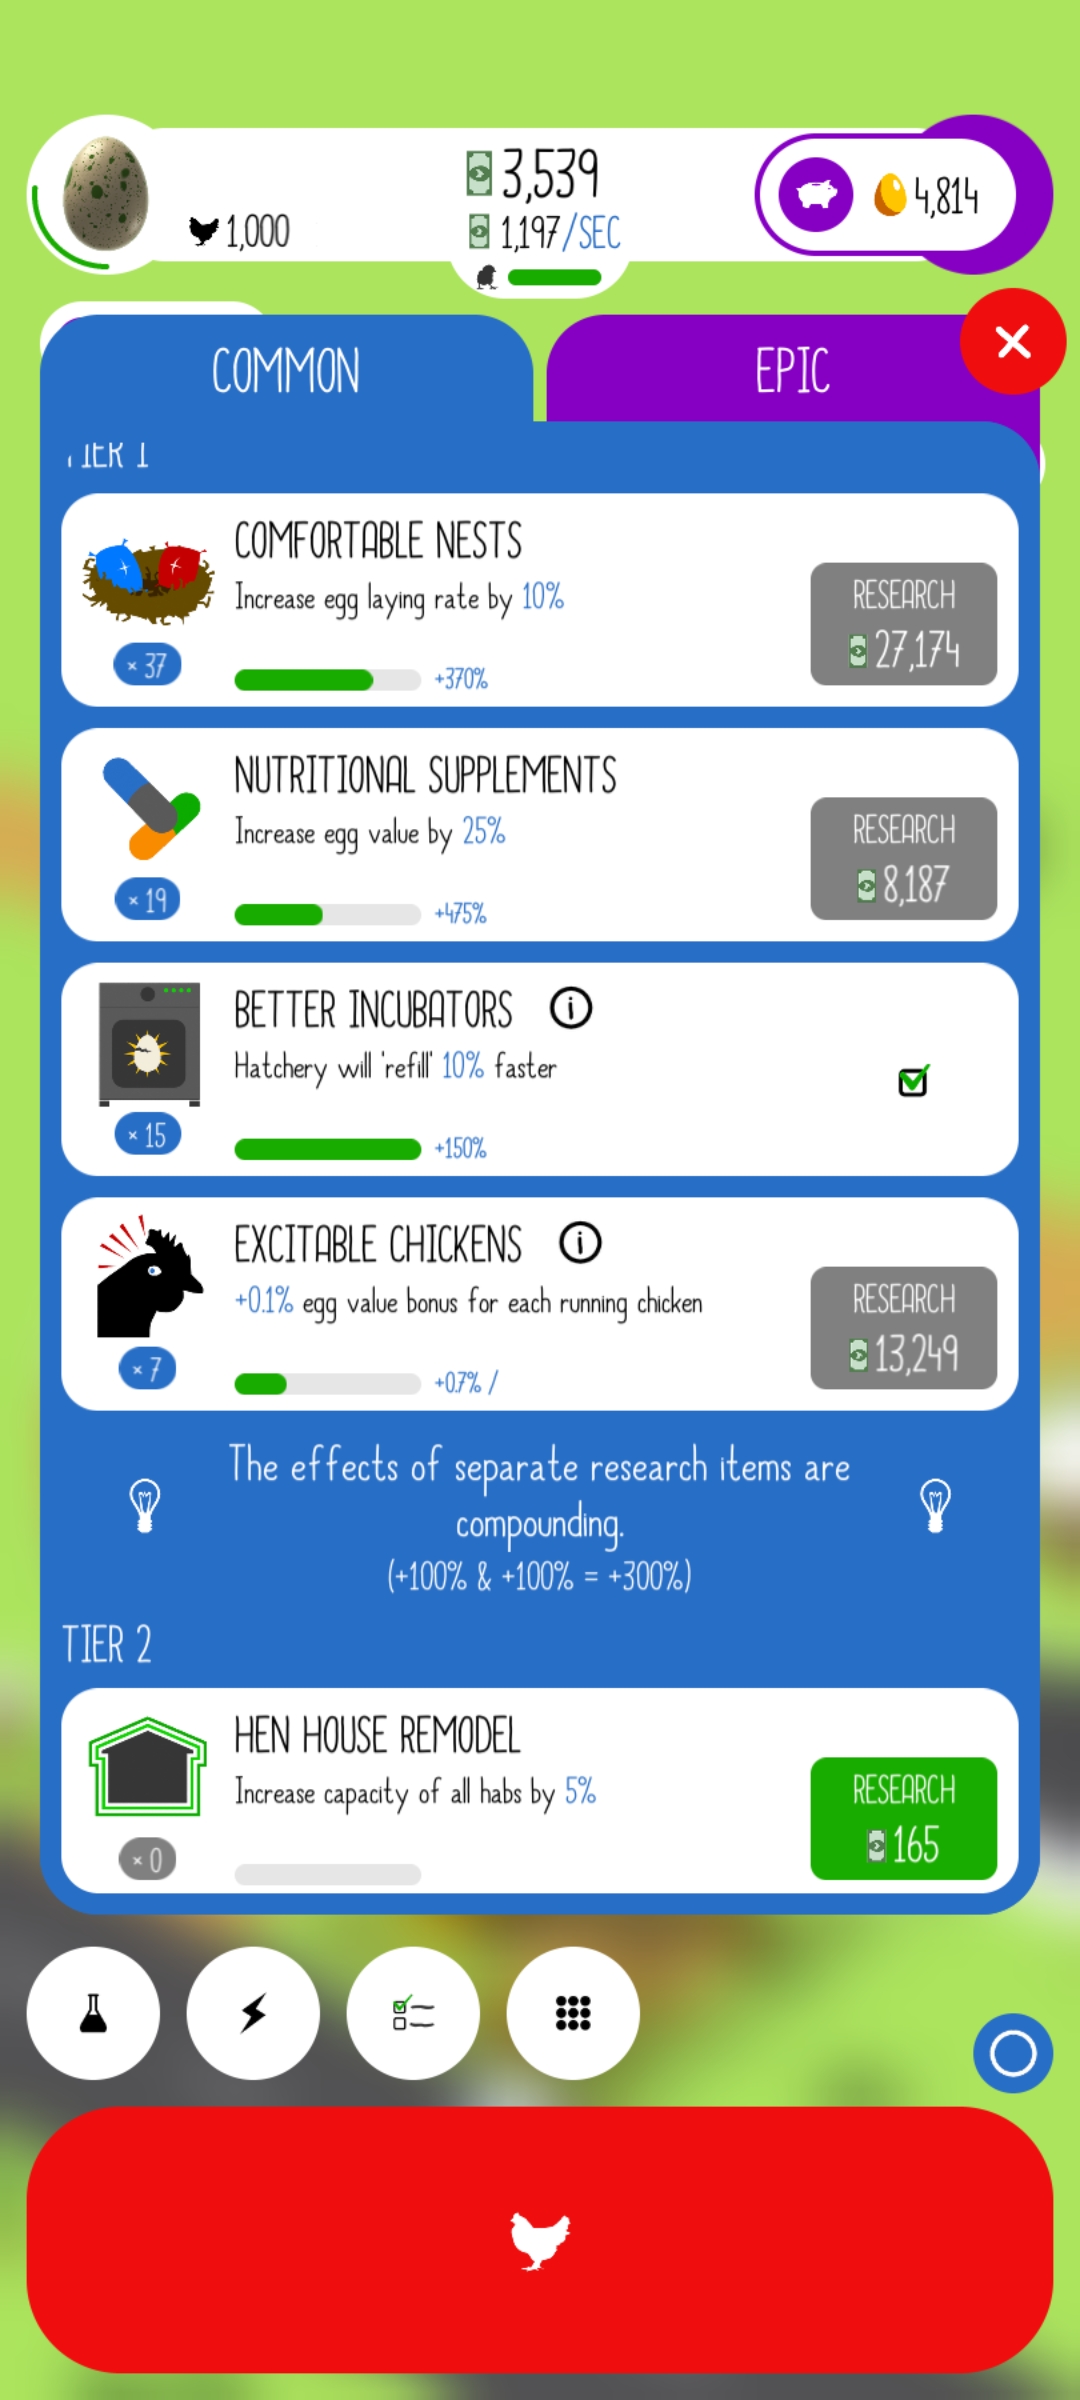 3,539
1,000
1,197/SEC
4,814
COMMON
EPIC
TIER 1
COMFORTABLE NESTS
Increase egg laying rate by 10%
RESEARCH
27,174
× 37
+370%
NUTRITIONAL SUPPLEMENTS
Increase egg value by 25%
RESEARCH
8,187
× 19
+475%
BETTER INCUBATORS
Hatchery will 'refill' 10% faster
× 15
+150%
EXCITABLE CHICKENS
+0.1% egg value bonus for each running chicken
RESEARCH
13,249
× 7
+0.7% /
The effects of separate research items are
compounding.
(+100% & +100% = +300%)
TIER 2
HEN HOUSE REMODEL
Increase capacity of all habs by 5%
RESEARCH
165
× 0